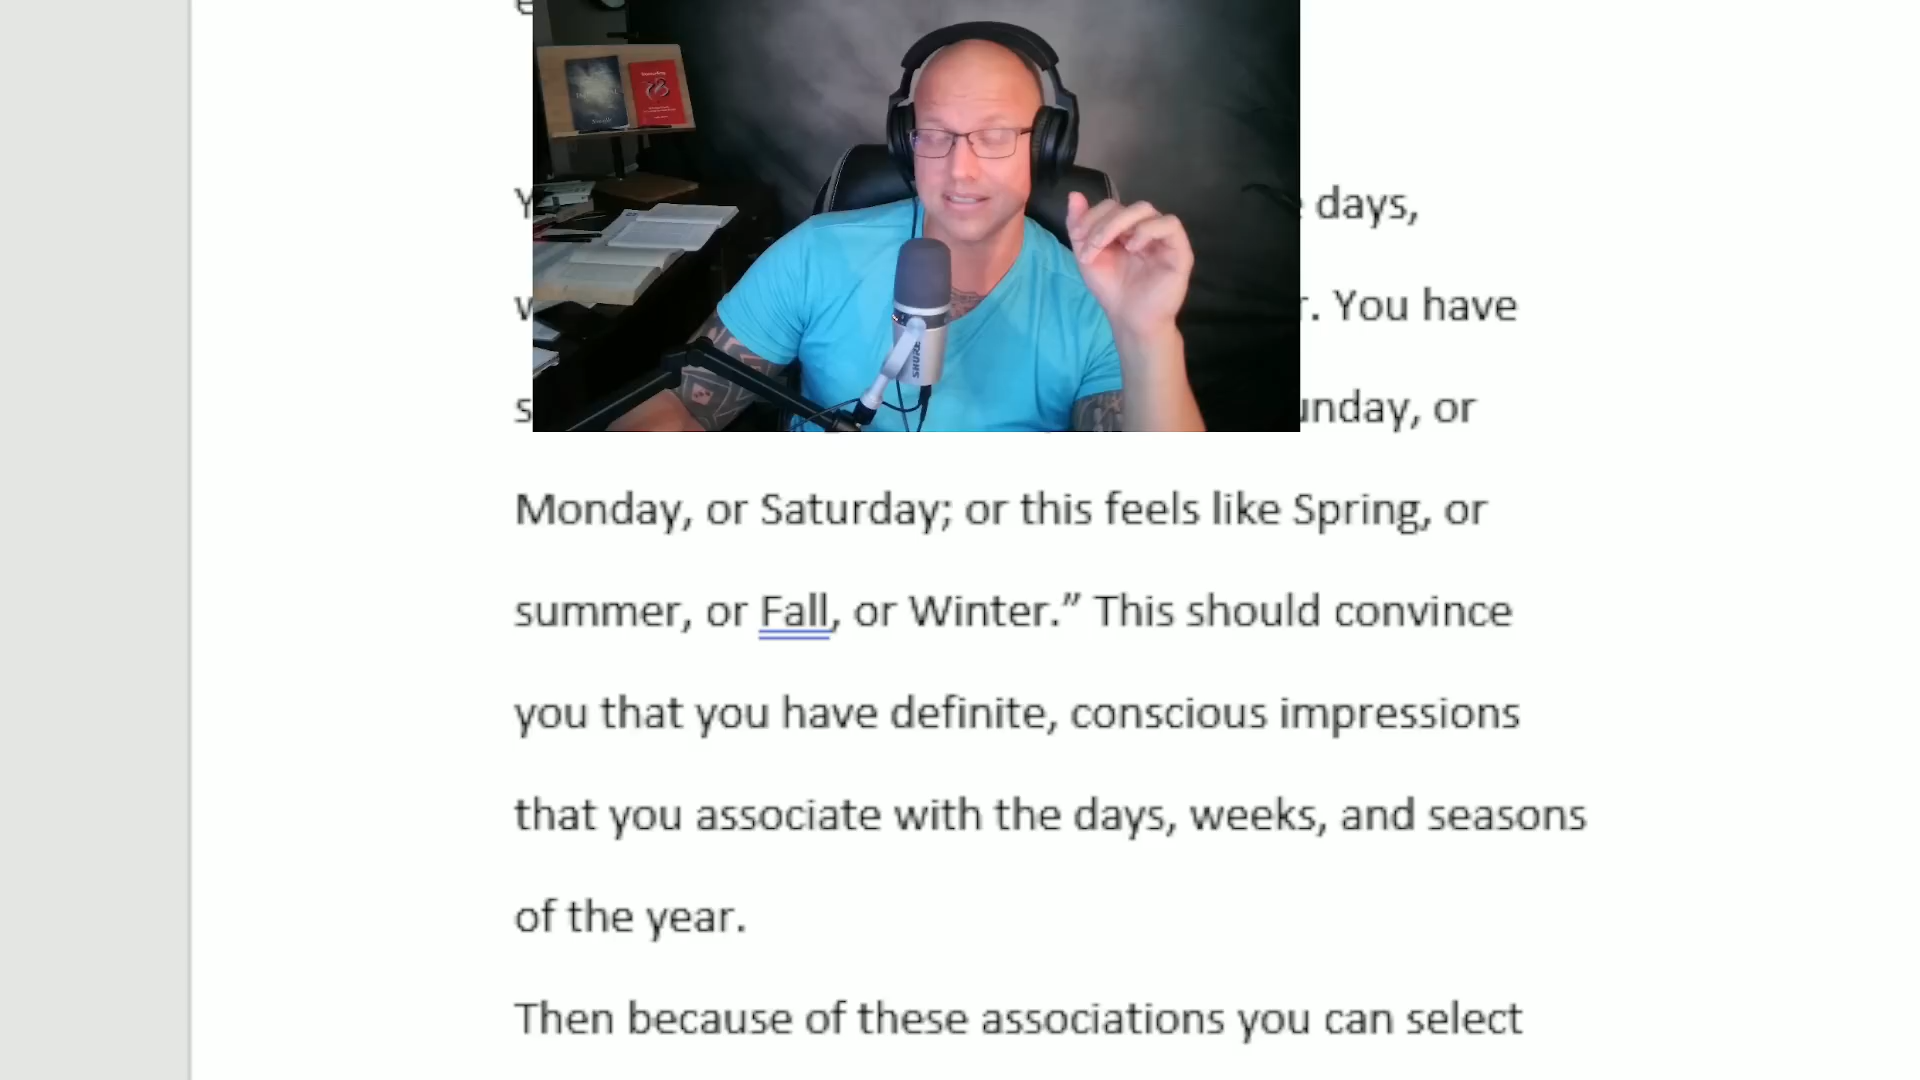 days,
You have
or
Monday, or Saturday; or this feels like Spring, or
summer, or Fall, or Winter.” This should convince
you that you have definite, conscious impressions
that you associate with the days, weeks, and seasons
of the year.
Then because of these associations you can select
SHURE